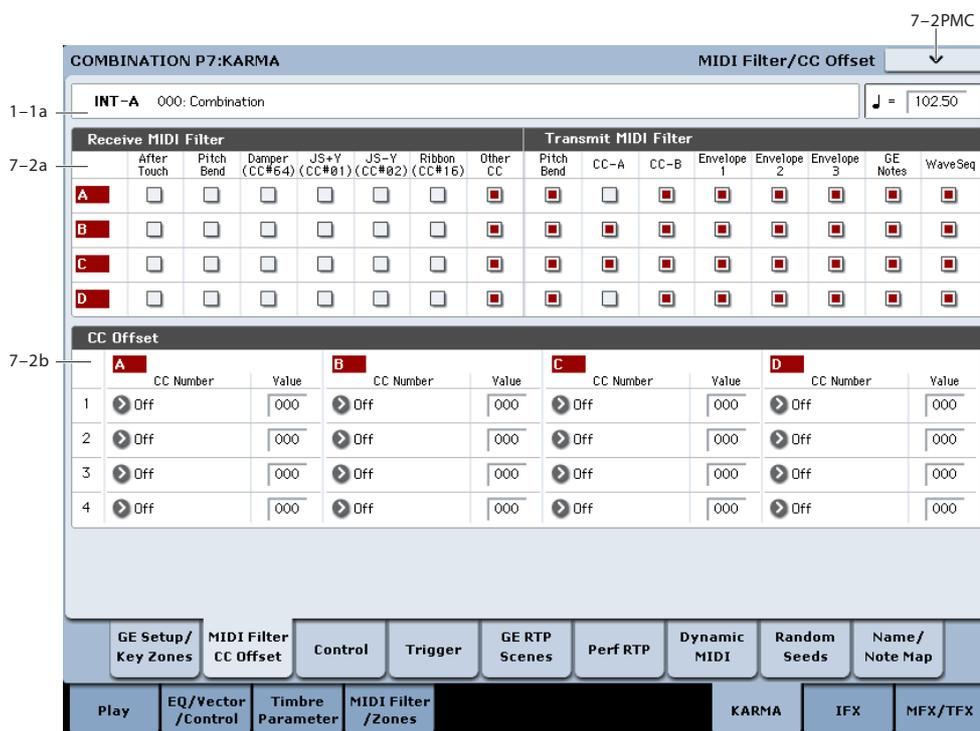 7–2PMC
COMBINATION P7:KARMA MIDI Filter/CC Offset
INT-A 000: Combination ♩ = 102.50
1–1a
Receive MIDI Filter Transmit MIDI Filter
7–2a
After Touch Pitch Bend Damper (CC#64) JS+Y (CC#01) JS-Y (CC#02) Ribbon (CC#16) Other CC Pitch Bend CC-A CC-B Envelope 1 Envelope 2 Envelope 3 GE Notes WaveSeq
A
B
C
D
CC Offset
7–2b
A B C D
CC Number Value CC Number Value CC Number Value CC Number Value
1 Off 000 Off 000 Off 000 Off 000
2 Off 000 Off 000 Off 000 Off 000
3 Off 000 Off 000 Off 000 Off 000
4 Off 000 Off 000 Off 000 Off 000
GE Setup/ Key Zones MIDI Filter CC Offset Control Trigger GE RTP Scenes Perf RTP Dynamic MIDI Random Seeds Name/ Note Map
Play EQ/Vector /Control Timbre Parameter MIDI Filter /Zones KARMA IFX MFX/TFX